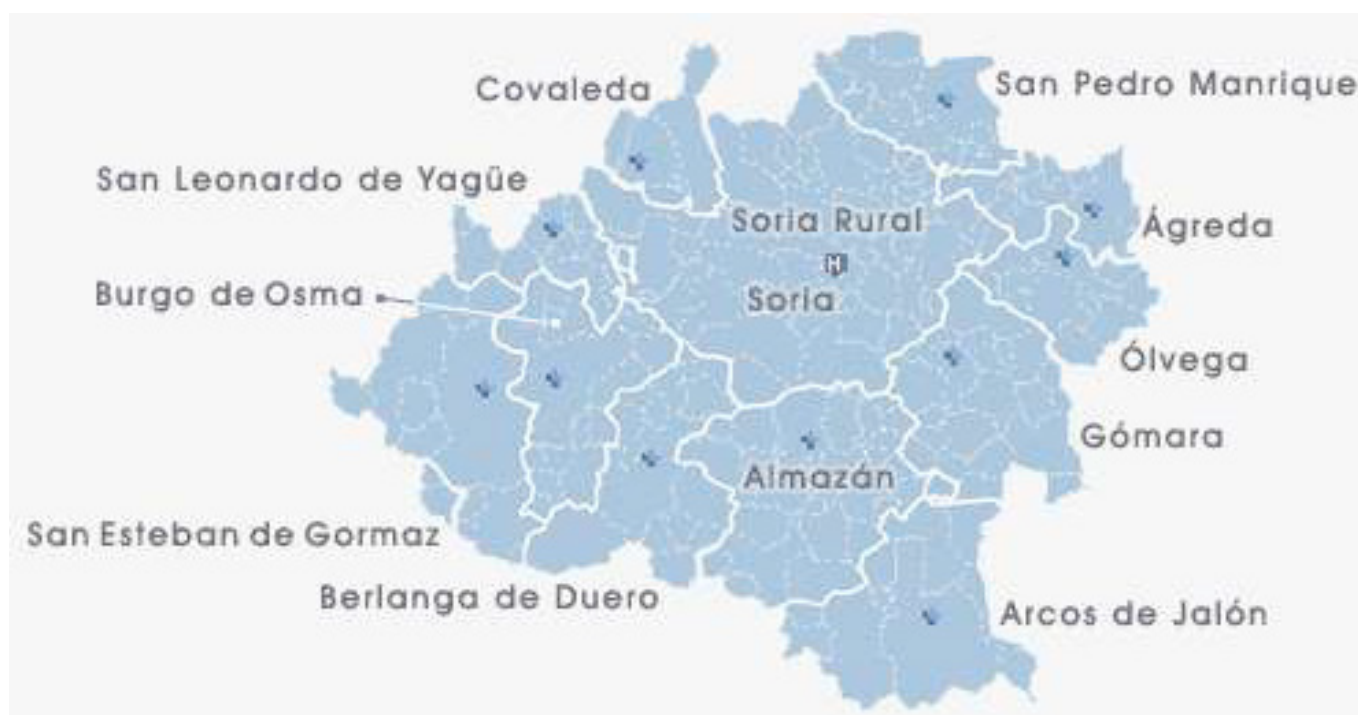 San Pedro Manrique
Covaleda
San Leonardo de Yagüe
Soria Rural
Ágreda
H
Burgo de Osma
Soria
Ólvega
Gómara
Almazán
San Esteban de Gormaz
Berlanga de Duero
Arcos de Jalón